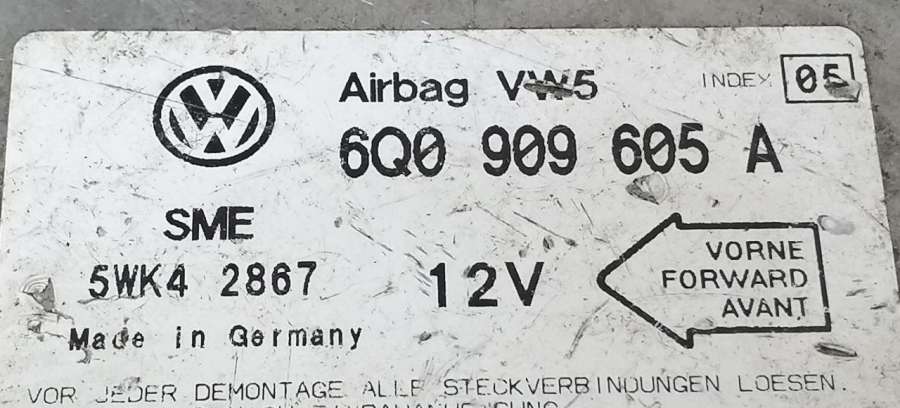 Airbag VW5 INDEX 05
6Q0 909 605 A
SME
5WK4 2867
12V
VORNE
FORWARD
AVANT
Made in Germany
VOR JEDER DEMONTAGE ALLE STECKVERBINDUNGEN LOESEN.